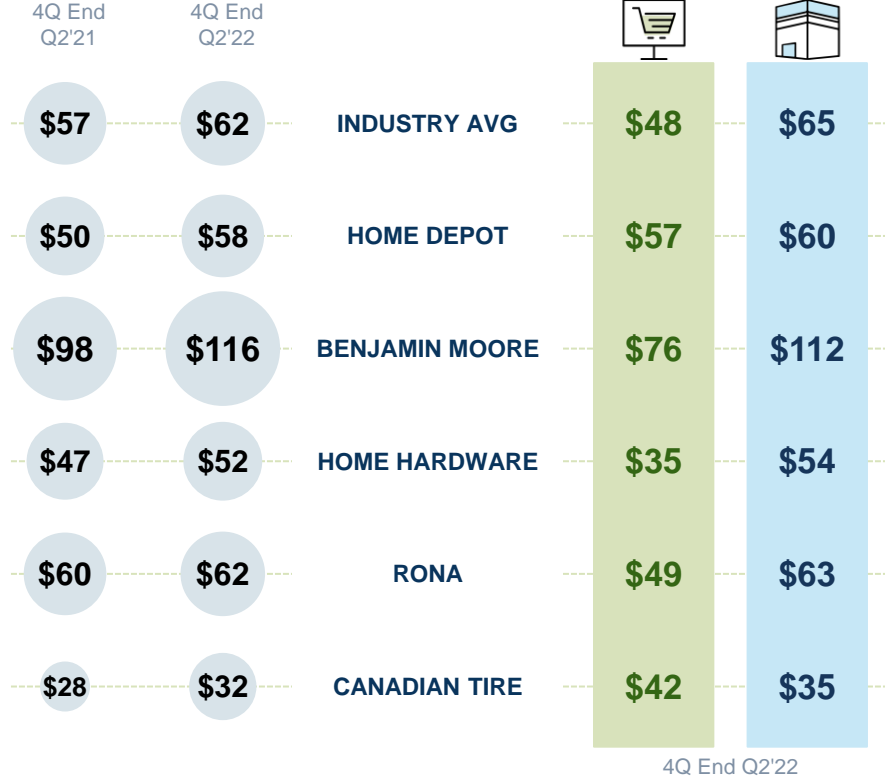 4Q End 4Q End
Q2'21 Q2'22
$57 $62 INDUSTRY AVG $48 $65
$50 $58 HOME DEPOT $57 $60
$98 $116 BENJAMIN MOORE $76 $112
$47 $52 HOME HARDWARE $35 $54
$60 $62 RONA $49 $63
$28 $32 CANADIAN TIRE $42 $35
4Q End Q2'22